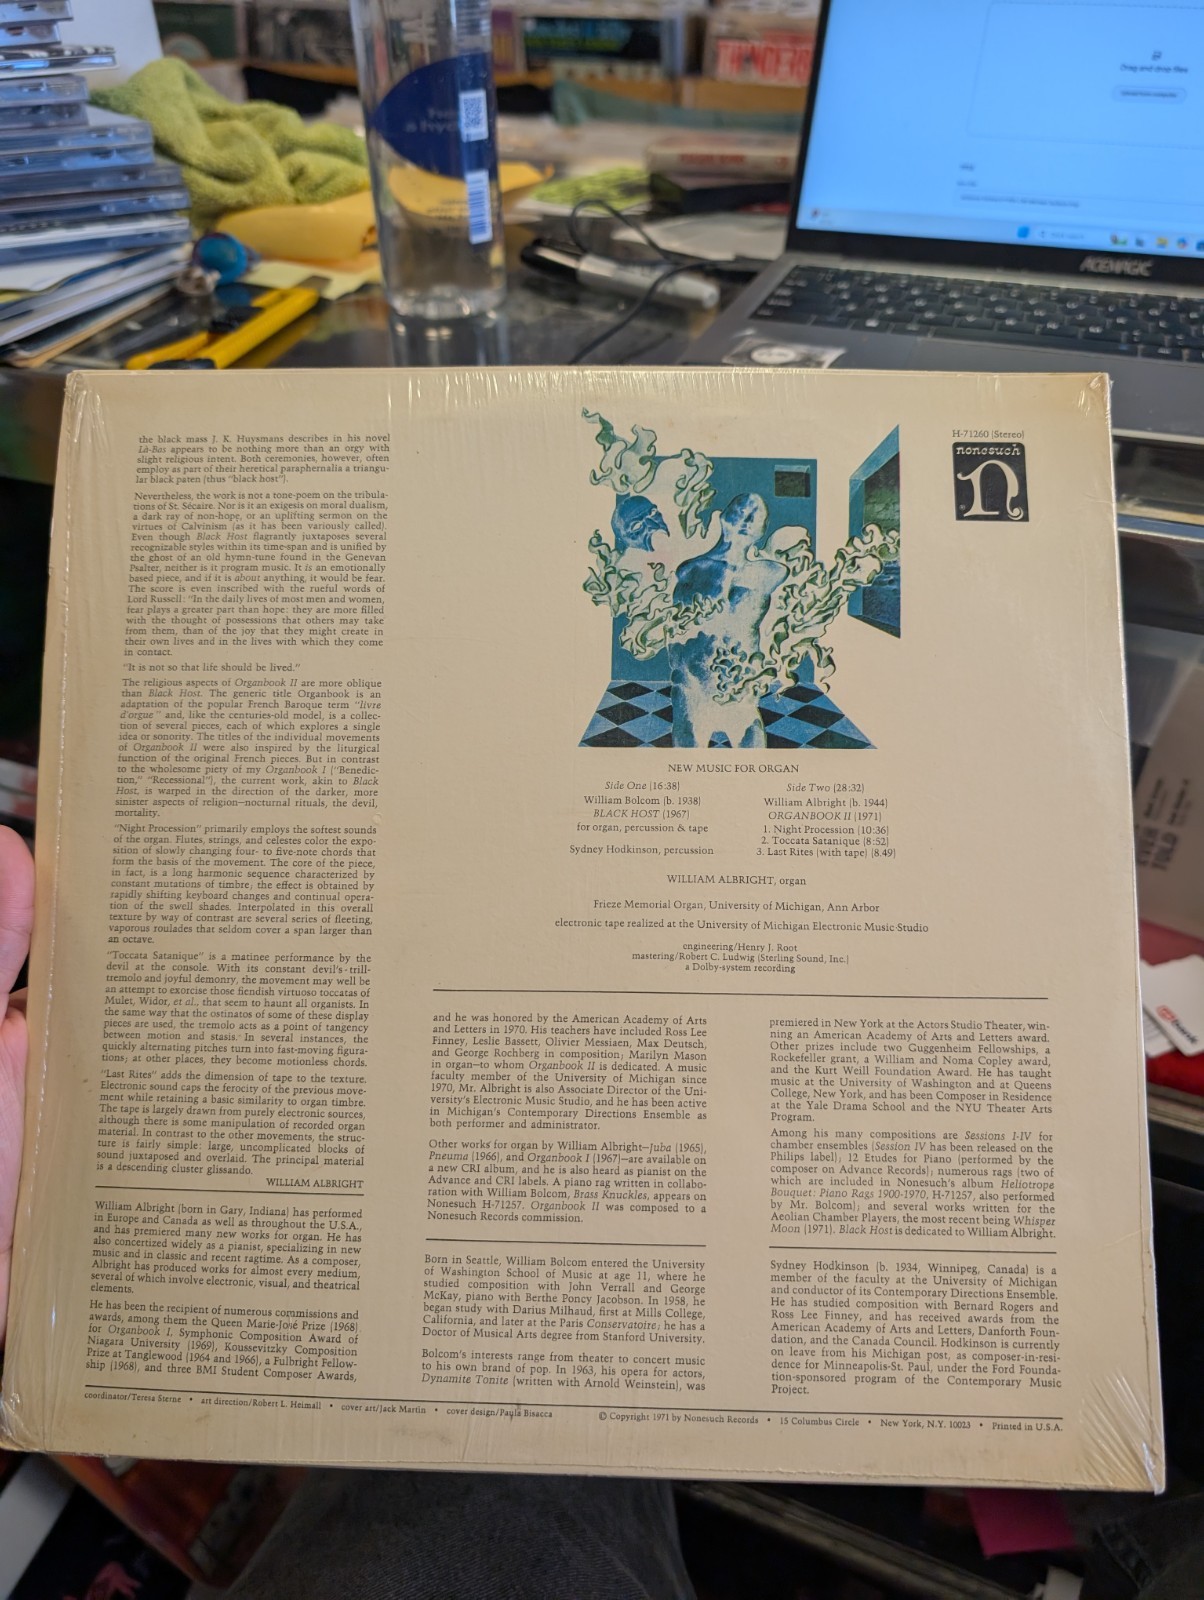 THUNDER
Drag and drop files
ACEMAGIC
the black mass J. K. Huysmans describes in his novel
Là-Bas appears to be nothing more than an orgy with
slight religious intent. Both ceremonies, however, often
employ as part of their heretical paraphernalia a triangu-
lar black paten (thus "black host").
Nevertheless, the work is not a tone-poem on the tribula-
tions of St. Sécaire. Nor is it an exigesis on moral dualism,
a dark ray of non-hope, or an uplifting sermon on the
virtues of Calvinism (as it has been variously called).
Even though Black Host flagrantly juxtaposes several
recognizable styles within its time-span and is unified by
the ghost of an old hymn-tune found in the Genevan
Psalter, neither is it program music. It is an emotionally
based piece, and if it is about anything, it would be fear.
The score is even inscribed with the rueful words of
Lord Russell: "In the daily lives of most men and women,
fear plays a greater part than hope: they are more filled
with the thought of possessions that others may take
from them, than of the joy that they might create in
their own lives and in the lives with which they come
in contact.
"It is not so that life should be lived."
The religious aspects of Organbook II are more oblique
than Black Host. The generic title Organbook is an
adaptation of the popular French Baroque term "livre
d'orgue" and, like the centuries-old model, is a collec-
tion of several pieces, each of which explores a single
idea or sonority. The titles of the individual movements
of Organbook II were also inspired by the liturgical
function of the original French pieces. But in contrast
to the wholesome piety of my Organbook I ("Benedic-
tion," "Recessional"), the current work, akin to Black
Host, is warped in the direction of the darker, more
sinister aspects of religion—nocturnal rituals, the devil,
mortality.
"Night Procession" primarily employs the softest sounds
of the organ. Flutes, strings, and celestes color the expo-
sition of slowly changing four- to five-note chords that
form the basis of the movement. The core of the piece,
in fact, is a long harmonic sequence characterized by
constant mutations of timbre; the effect is obtained by
rapidly shifting keyboard changes and continual opera-
tion of the swell shades. Interpolated in this overall
texture by way of contrast are several series of fleeting,
vaporous roulades that seldom cover a span larger than
an octave.
"Toccata Satanique" is a matinee performance by the
devil at the console. With its constant devil's-trill-
tremolo and joyful demonry, the movement may well be
an attempt to exorcise those fiendish virtuoso toccatas of
Mulet, Widor, et al., that seem to haunt all organists. In
the same way that the ostinatos of some of these display
pieces are used, the tremolo acts as a point of tangency
between motion and stasis. In several instances, the
quickly alternating pitches turn into fast-moving figura-
tions; at other places, they become motionless chords.
"Last Rites" adds the dimension of tape to the texture.
Electronic sound caps the ferocity of the previous move-
ment while retaining a basic similarity to organ timbre.
The tape is largely drawn from purely electronic sources,
although there is some manipulation of recorded organ
material. In contrast to the other movements, the struc-
ture is fairly simple: large, uncomplicated blocks of
sound juxtaposed and overlaid. The principal material
is a descending cluster glissando.
WILLIAM ALBRIGHT
William Albright (born in Gary, Indiana) has performed
in Europe and Canada as well as throughout the U.S.A.,
and has premiered many new works for organ. He has
also concertized widely as a pianist, specializing in new
music and in classic and recent ragtime. As a composer,
Albright has produced works for almost every medium,
several of which involve electronic, visual, and theatrical
elements.
He has been the recipient of numerous commissions and
awards, among them the Queen Marie-José Prize (1968)
for Organbook I, Symphonic Composition Award of
Niagara University (1969), Koussevitzky Composition
Prize at Tanglewood (1964 and 1966), a Fulbright Fellow-
ship (1968), and three BMI Student Composer Awards,
H-71260 (Stereo)
nonesuch
n
NEW MUSIC FOR ORGAN
Side One (16:38)
William Bolcom (b. 1938)
BLACK HOST (1967)
for organ, percussion & tape
Sydney Hodkinson, percussion
Side Two (28:32)
William Albright (b. 1944)
ORGANBOOK II (1971)
1. Night Procession (10:36)
2. Toccata Satanique (8:52)
3. Last Rites (with tape) (8.49)
WILLIAM ALBRIGHT, organ
Frieze Memorial Organ, University of Michigan, Ann Arbor
electronic tape realized at the University of Michigan Electronic Music Studio
engineering/Henry J. Root
mastering/Robert C. Ludwig (Sterling Sound, Inc.)
a Dolby-system recording
and he was honored by the American Academy of Arts
and Letters in 1970. His teachers have included Ross Lee
Finney, Leslie Bassett, Olivier Messiaen, Max Deutsch,
and George Rochberg in composition; Marilyn Mason
in organ—to whom Organbook II is dedicated. A music
faculty member of the University of Michigan since
1970, Mr. Albright is also Associate Director of the Uni-
versity's Electronic Music Studio, and he has been active
in Michigan's Contemporary Directions Ensemble as
both performer and administrator.
Other works for organ by William Albright—Juba (1965),
Pneuma (1966), and Organbook I (1967)—are available on
a new CRI album, and he is also heard as pianist on the
Advance and CRI labels. A piano rag written in collabo-
ration with William Bolcom, Brass Knuckles, appears on
Nonesuch H-71257. Organbook II was composed to a
Nonesuch Records commission.
Born in Seattle, William Bolcom entered the University
of Washington School of Music at age 11, where he
studied composition with John Verrall and George
McKay, piano with Berthe Poncy Jacobson. In 1958, he
began study with Darius Milhaud, first at Mills College,
California, and later at the Paris Conservatoire; he has a
Doctor of Musical Arts degree from Stanford University.
Bolcom's interests range from theater to concert music
to his own brand of pop. In 1963, his opera for actors,
Dynamite Tonite (written with Arnold Weinstein), was
premiered in New York at the Actors Studio Theater, win-
ning an American Academy of Arts and Letters award.
Other prizes include two Guggenheim Fellowships, a
Rockefeller grant, a William and Noma Copley award,
and the Kurt Weill Foundation Award. He has taught
music at the University of Washington and at Queens
College, New York, and has been Composer in Residence
at the Yale Drama School and the NYU Theater Arts
Program.
Among his many compositions are Sessions I-IV for
chamber ensembles (Session IV has been released on the
Philips label); 12 Etudes for Piano (performed by the
composer on Advance Records); numerous rags (two of
which are included in Nonesuch's album Heliotrope
Bouquet: Piano Rags 1900-1970, H-71257, also performed
by Mr. Bolcom); and several works written for the
Aeolian Chamber Players, the most recent being Whisper
Moon (1971). Black Host is dedicated to William Albright.
Sydney Hodkinson (b. 1934, Winnipeg, Canada) is a
member of the faculty at the University of Michigan
and conductor of its Contemporary Directions Ensemble.
He has studied composition with Bernard Rogers and
Ross Lee Finney, and has received awards from the
American Academy of Arts and Letters, Danforth Foun-
dation, and the Canada Council. Hodkinson is currently
on leave from his Michigan post, as composer-in-resi-
dence for Minneapolis-St. Paul, under the Ford Founda-
tion-sponsored program of the Contemporary Music
Project.
coordinator/Teresa Sterne • art direction/Robert L. Heimall • cover art/Jack Martin • cover design/Paula Bisacca
© Copyright 1971 by Nonesuch Records • 15 Columbus Circle • New York, N.Y. 10023 • Printed in U.S.A.